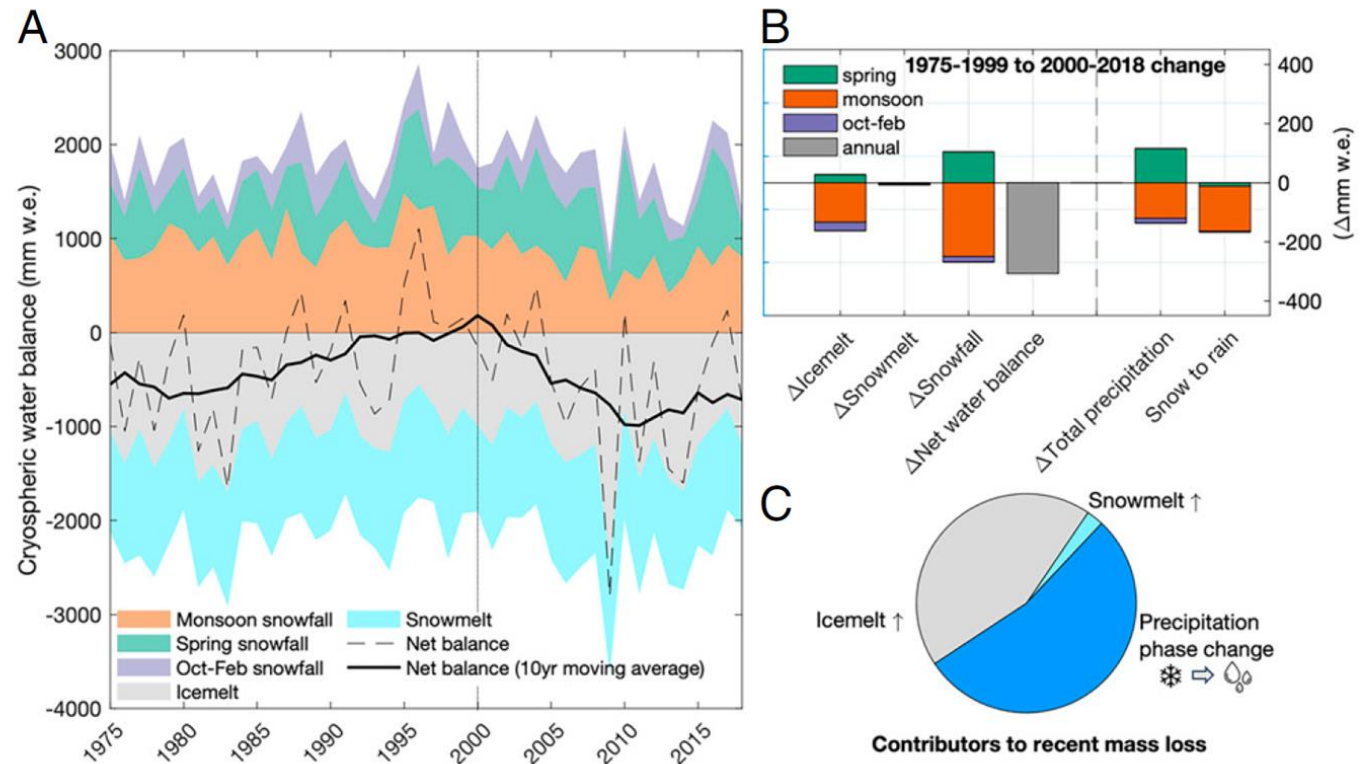 A
Cryospheric water balance (mm w.e.)
3000
2000
1000
0
-1000
-2000
-3000
-4000
Monsoon snowfall
Spring snowfall
Oct-Feb snowfall
Icemelt
Snowmelt
Net balance
Net balance (10yr moving average)
1975
1980
1985
1990
1995
2000
2005
2010
2015
B
1975-1999 to 2000-2018 change
spring
monsoon
oct-feb
annual
400
200
0
-200
-400
(Δmm w.e.)
ΔIcemelt
ΔSnowmelt
ΔSnowfall
ΔNet water balance
ΔTotal precipitation
Snow to rain
C
Snowmelt ↑
Icemelt ↑
Precipitation
phase change
Contributors to recent mass loss